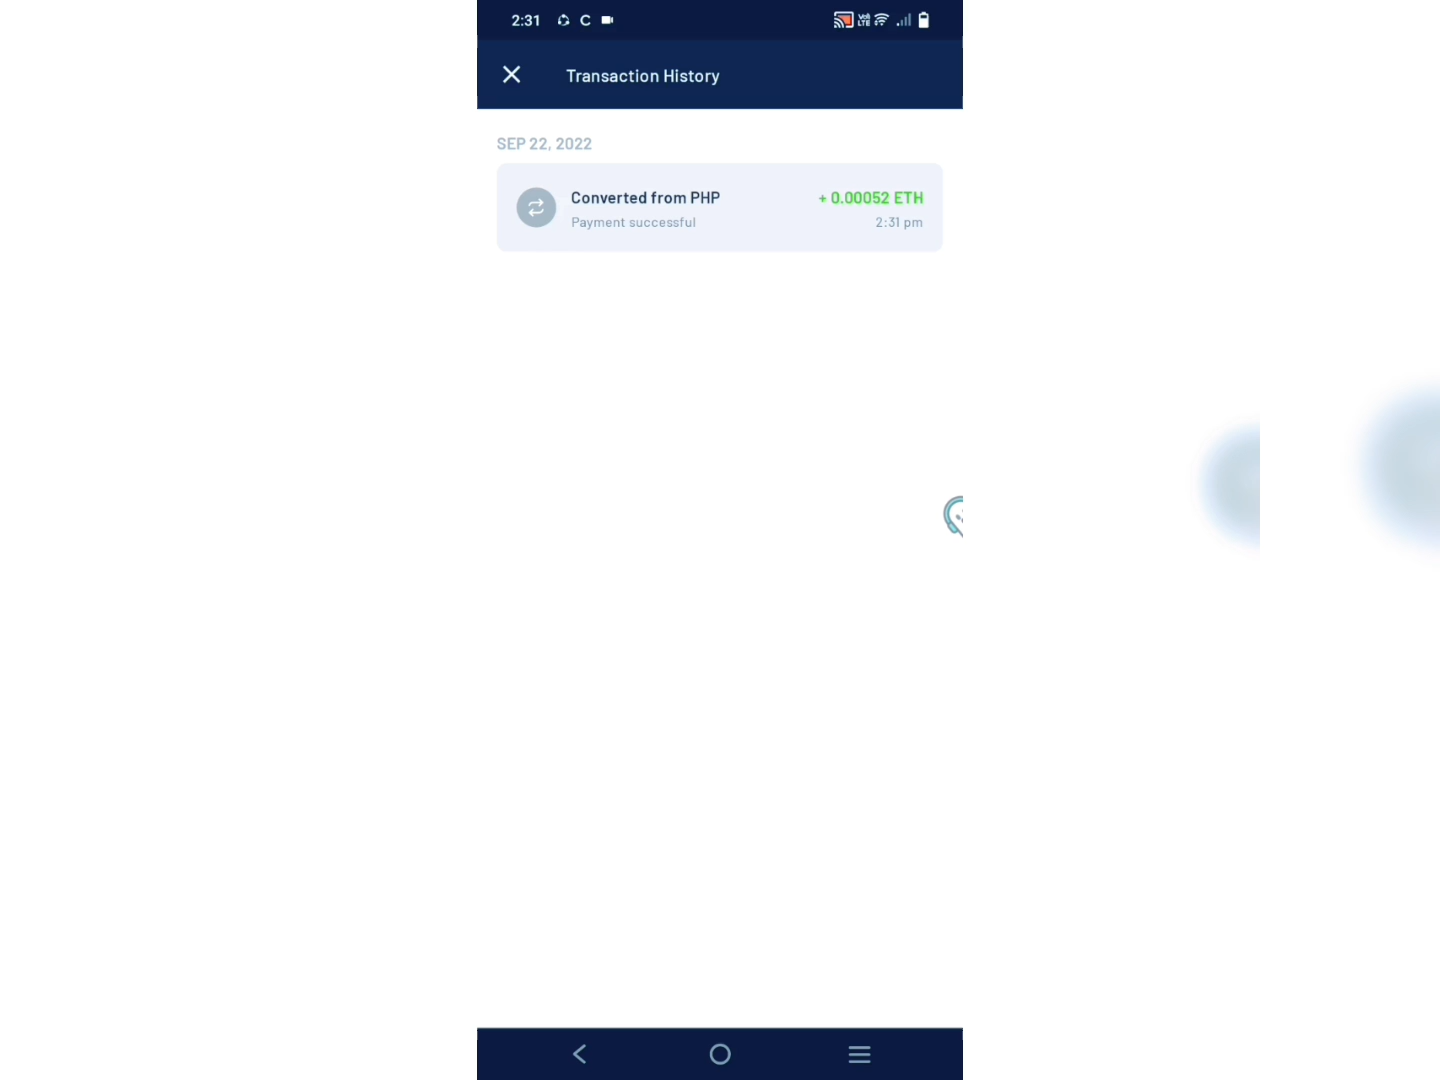 2:31 C
Transaction History
SEP 22, 2022
Converted from PHP + 0.00052 ETH
Payment successful 2:31 pm